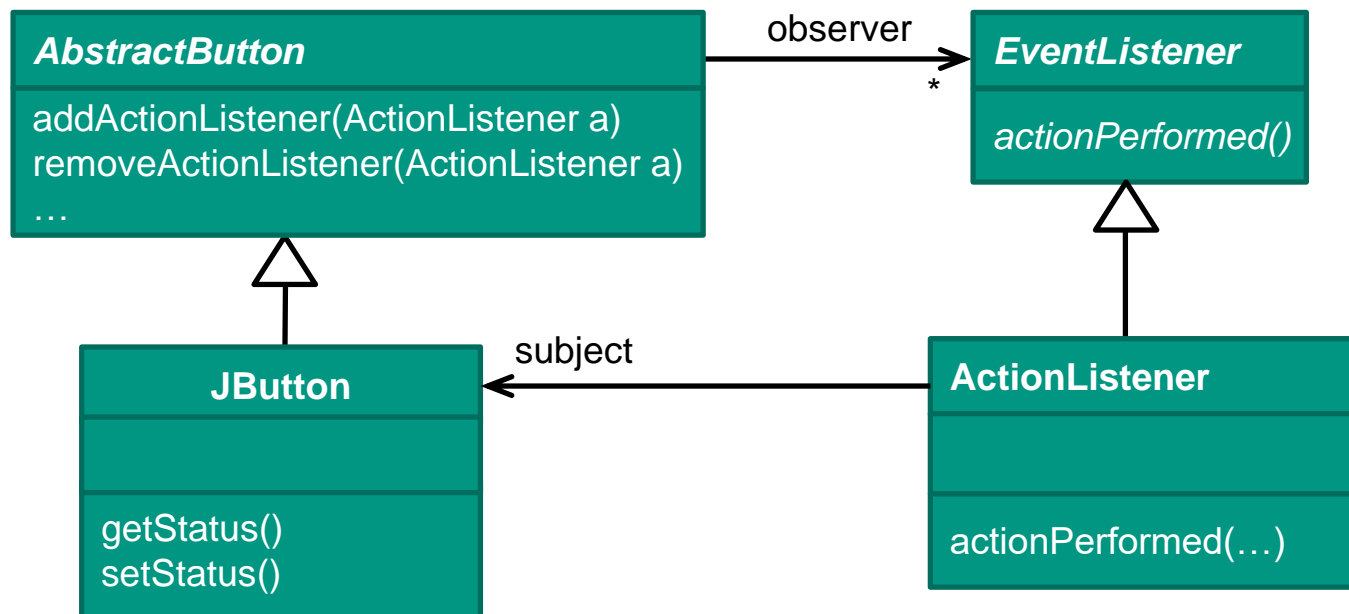 AbstractButton
addActionListener(ActionListener a)
removeActionListener(ActionListener a)
…
observer
*
EventListener
actionPerformed()
JButton
getStatus()
setStatus()
subject
ActionListener
actionPerformed(…)